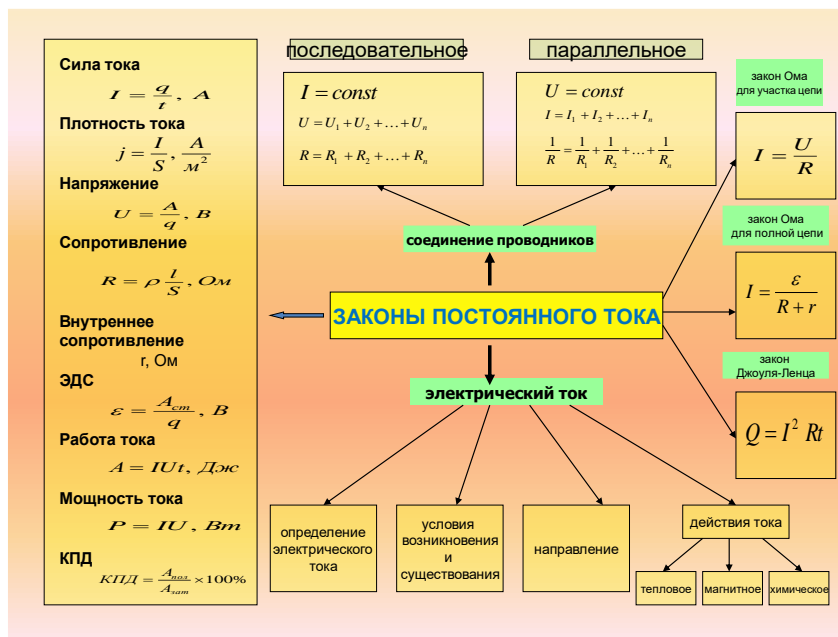 Сила тока
I = q/t, А
Плотность тока
j = I/S, А/м²
Напряжение
U = A/q, В
Сопротивление
R = ρ l/S, Ом
Внутреннее
сопротивление
r, Ом
ЭДС
ε = Aст/q, В
Работа тока
A = IUt, Дж
Мощность тока
P = IU, Вт
КПД
КПД = Aпол/Aзат × 100%
последовательное
I = const
U = U₁ + U₂ + … + Uₙ
R = R₁ + R₂ + … + Rₙ
параллельное
U = const
I = I₁ + I₂ + … + Iₙ
1/R = 1/R₁ + 1/R₂ + … + 1/Rₙ
соединение проводников
ЗАКОНЫ ПОСТОЯННОГО ТОКА
закон Ома
для участка цепи
I = U/R
закон Ома
для полной цепи
I = ε/(R + r)
закон
Джоуля-Ленца
Q = I² Rt
электрический ток
определение
электрического
тока
условия
возникновения
и
существования
направление
действия тока
тепловое
магнитное
химическое